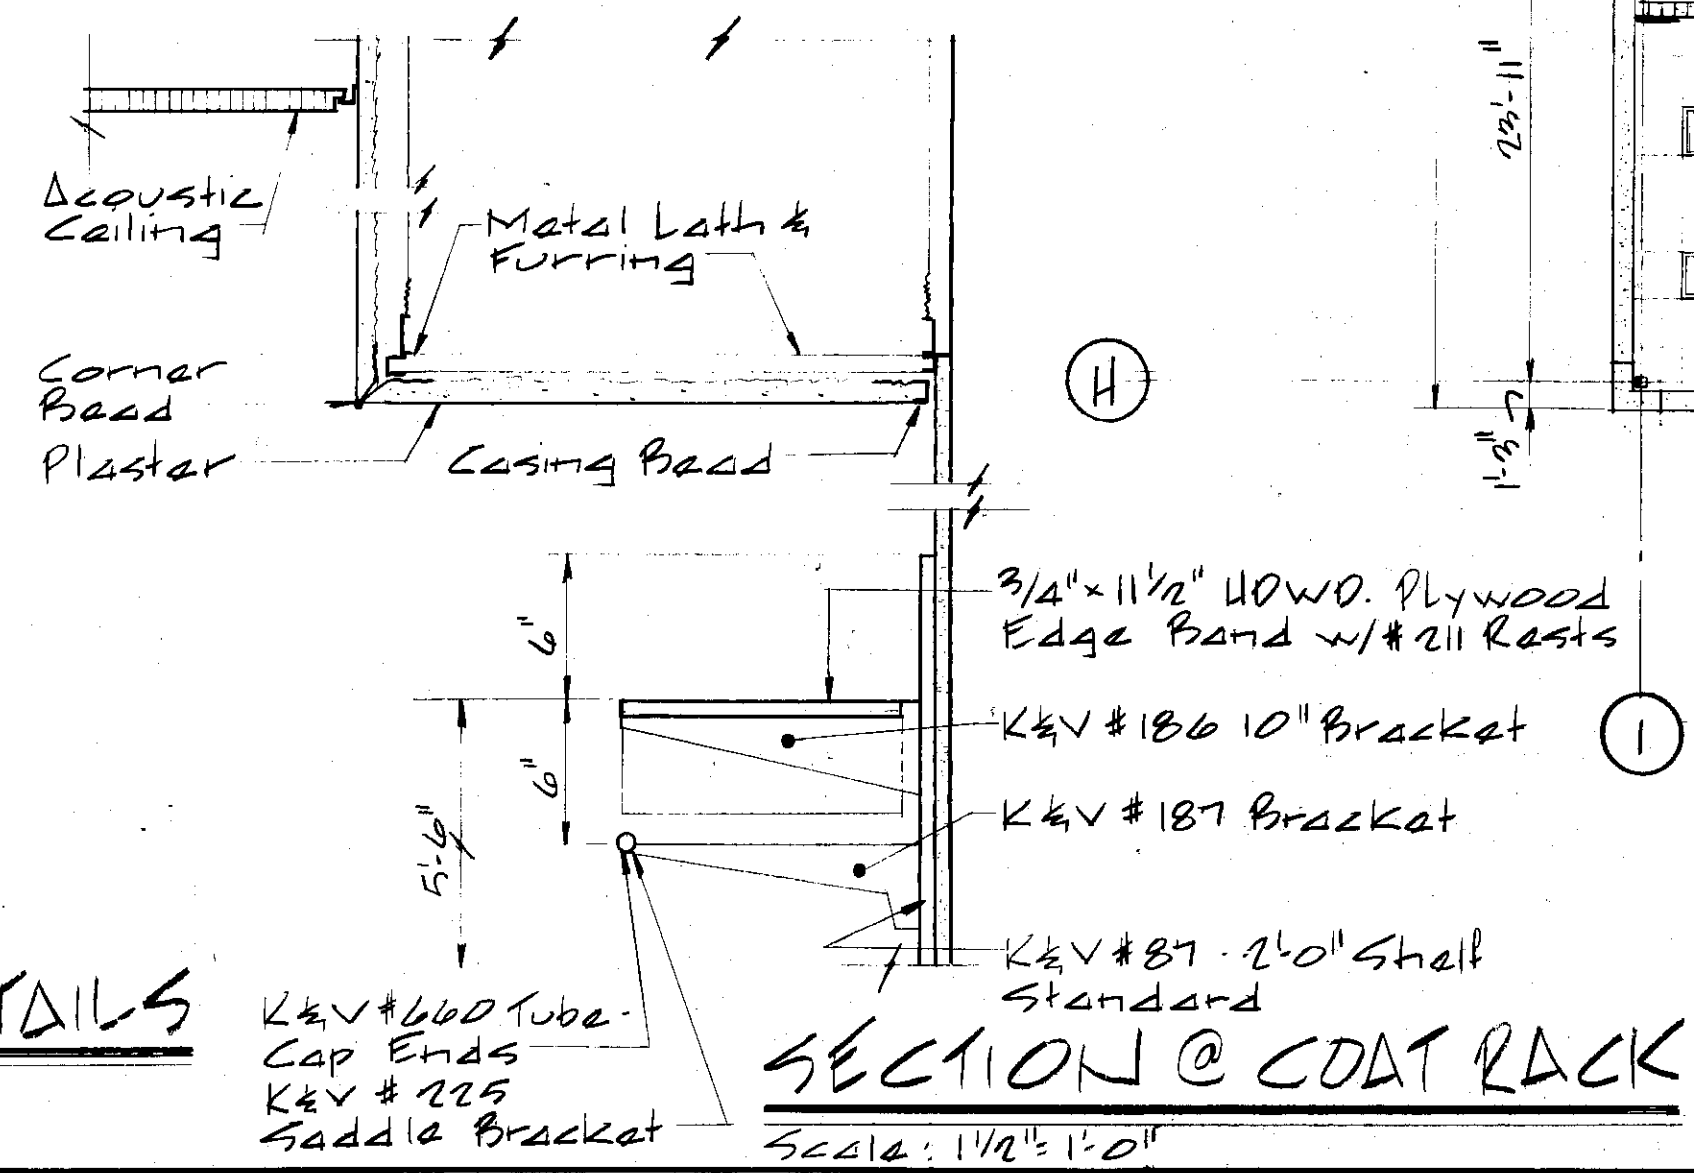 Acoustic
Ceiling
Metal Lath &
Furring
Corner
Bead
Plaster
Casing Bead
H
23'-11"
1'-3"
6"
6"
5'-6"
3/4" x 11 1/2" HDWD. Plywood
Edge Band w/ #211 Rests
K&V #186 10" Bracket
1
K&V #187 Bracket
K&V #87 - 2'-0" Shelf
Standard
TAILS
K&V #660 Tube-
Cap Ends
K&V #225
Saddle Bracket
SECTION @ COAT RACK
Scale: 1 1/2" = 1'-0"